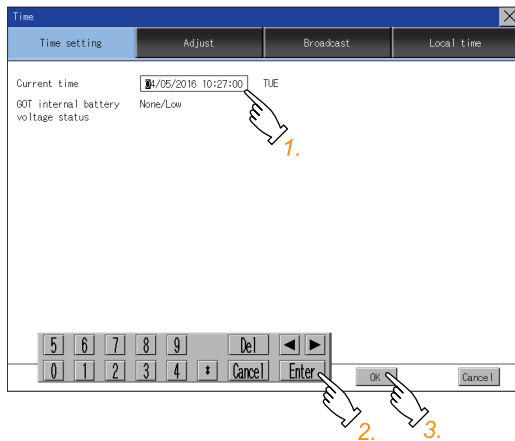 Time
Time setting Adjust Broadcast Local time
Current time 04/05/2016 10:27:00 TUE
GOT internal battery voltage status None/Low
1.
5 6 7 8 9 Del ◀ ▶
0 1 2 3 4 Cancel Enter OK Cancel
2. 3.